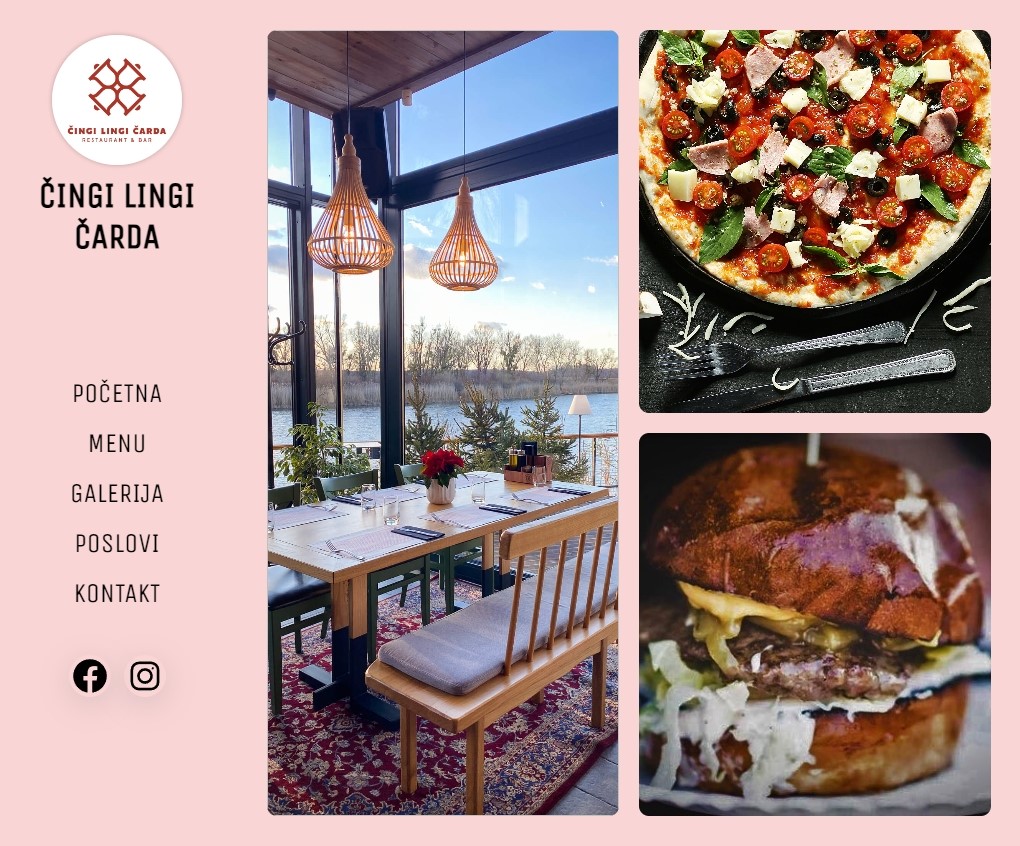 ČINGI LINGI ČARDA
RESTAURANT & BAR
ČINGI LINGI
ČARDA
POČETNA
MENU
GALERIJA
POSLOVI
KONTAKT